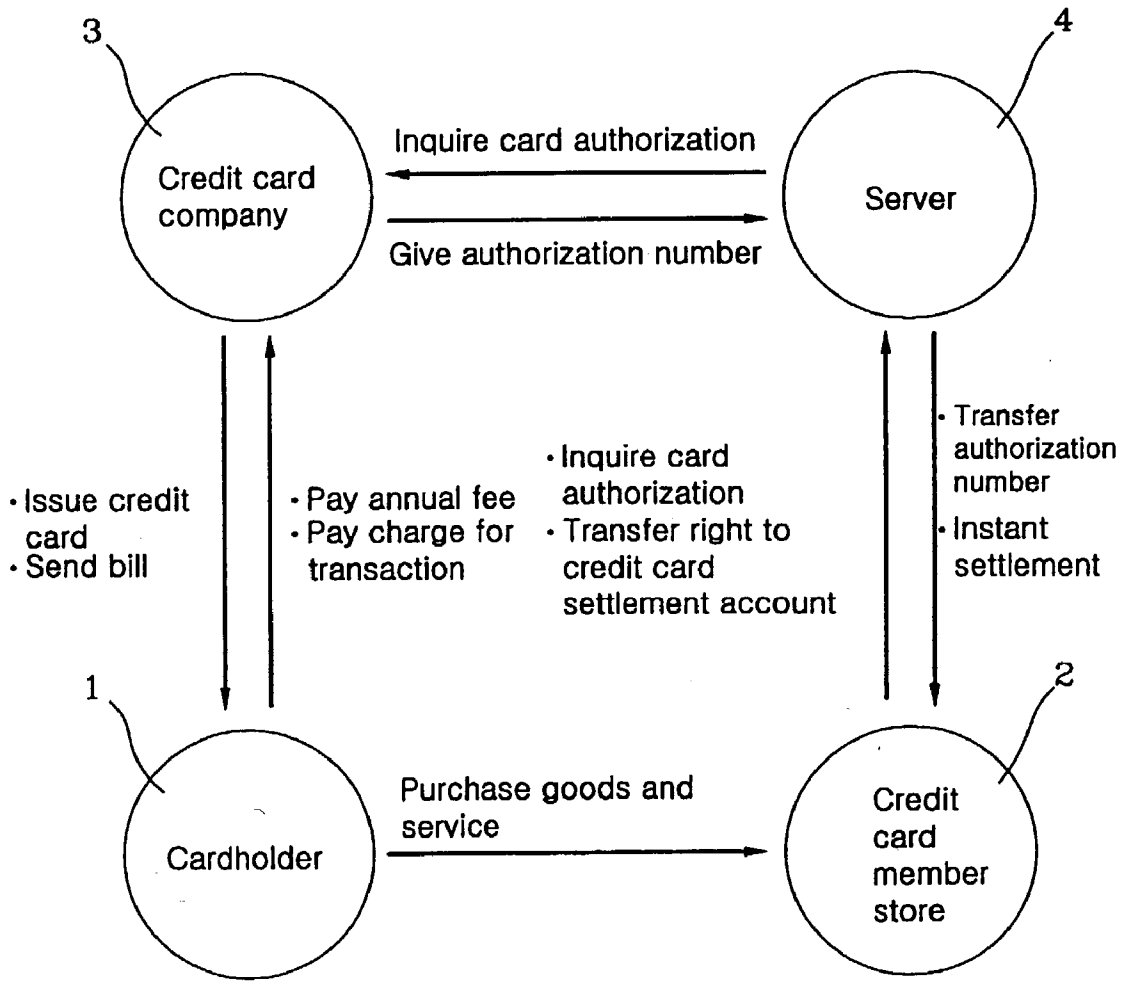 3
4
Inquire card authorization
Credit card
company
Server
Give authorization number
· Transfer
authorization
number
· Instant
settlement
· Inquire card
authorization
· Transfer right to
credit card
settlement account
· Pay annual fee
· Pay charge for
transaction
· Issue credit
card
· Send bill
1
2
Purchase goods and
service
Cardholder
Credit
card
member
store